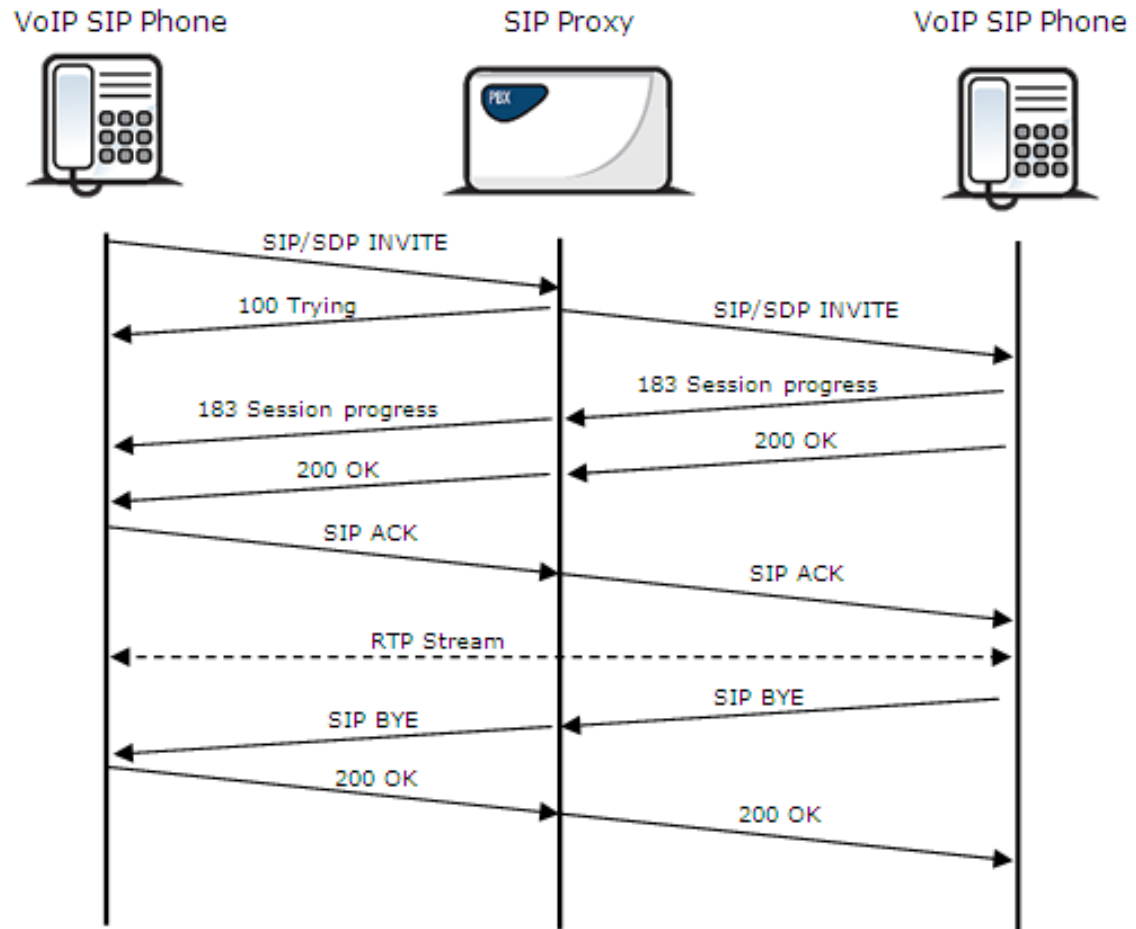 VoIP SIP Phone
SIP Proxy
VoIP SIP Phone
PBX
SIP/SDP INVITE
100 Trying
SIP/SDP INVITE
183 Session progress
183 Session progress
200 OK
200 OK
SIP ACK
SIP ACK
RTP Stream
SIP BYE
SIP BYE
200 OK
200 OK